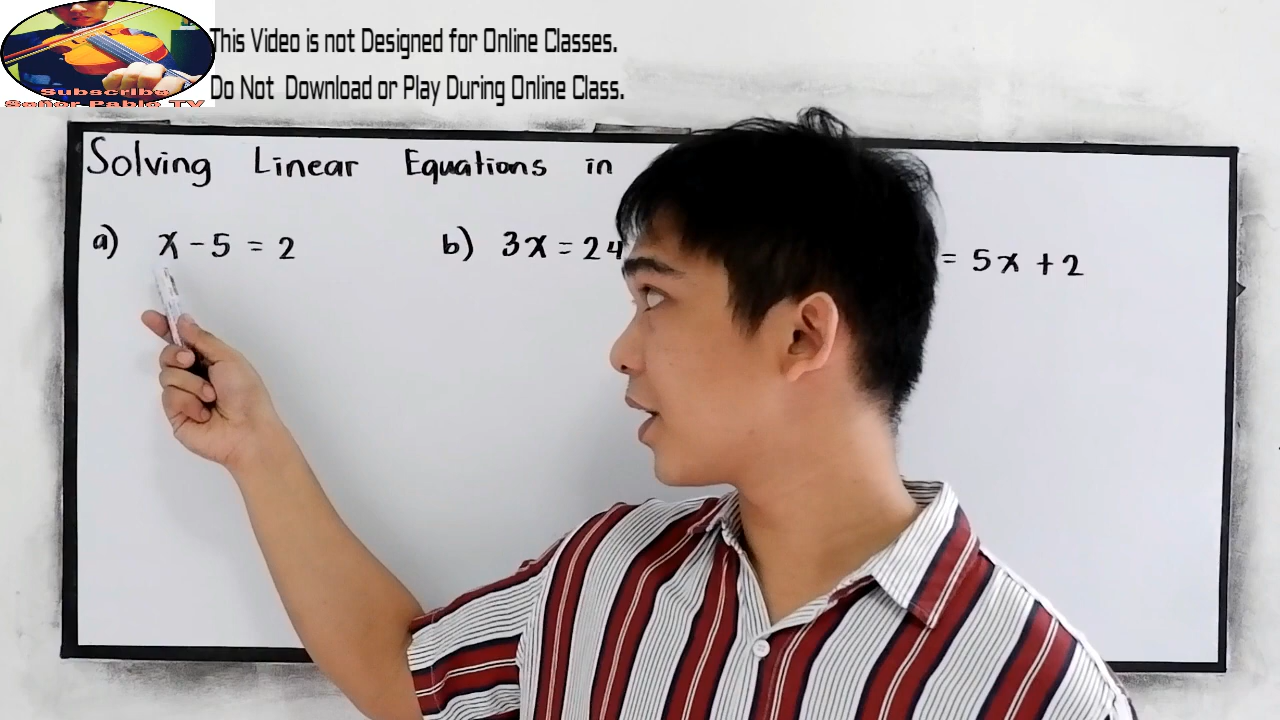 This Video is not Designed for Online Classes.
Do Not Download or Play During Online Class.
Subscribe
Señor Pablo TV
Solving Linear Equations in
a) x - 5 = 2
b) 3x = 24
= 5x + 2